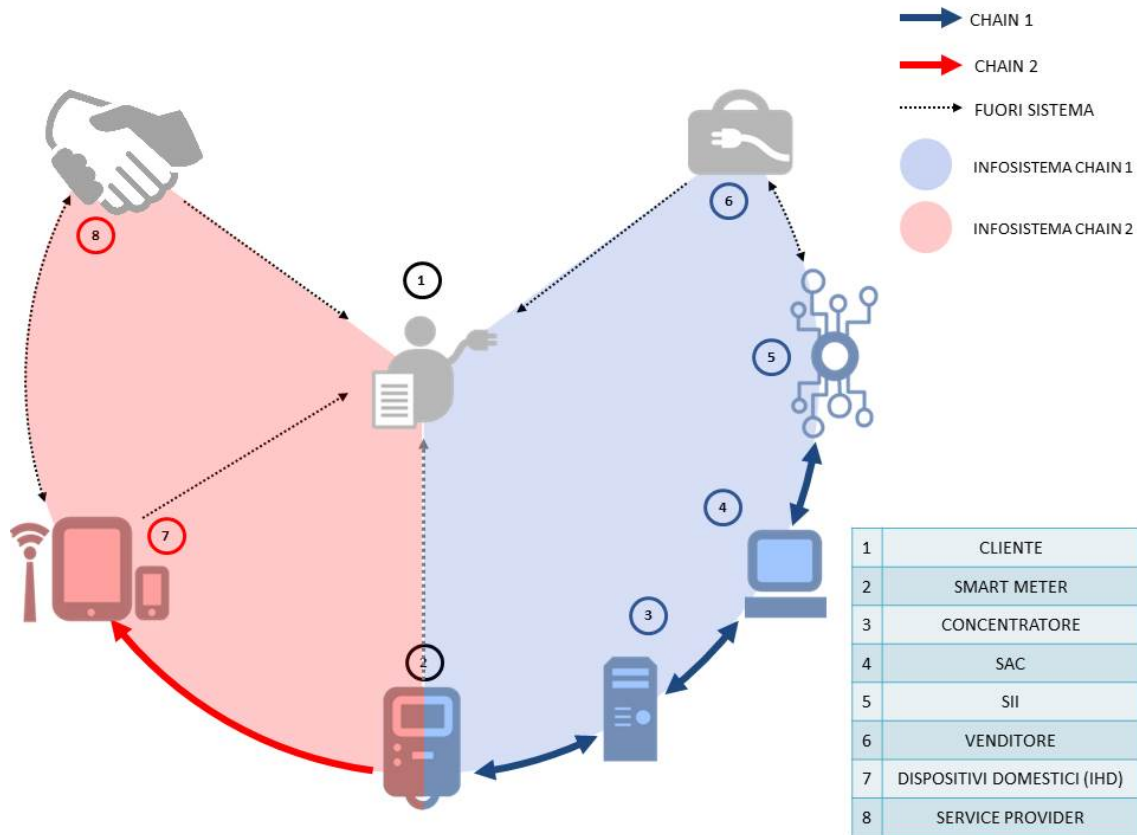 CHAIN 1
CHAIN 2
FUORI SISTEMA
INFOSISTEMA CHAIN 1
INFOSISTEMA CHAIN 2
8
6
1
5
7
4
3
2
1 CLIENTE
2 SMART METER
3 CONCENTRATORE
4 SAC
5 SII
6 VENDITORE
7 DISPOSITIVI DOMESTICI (IHD)
8 SERVICE PROVIDER